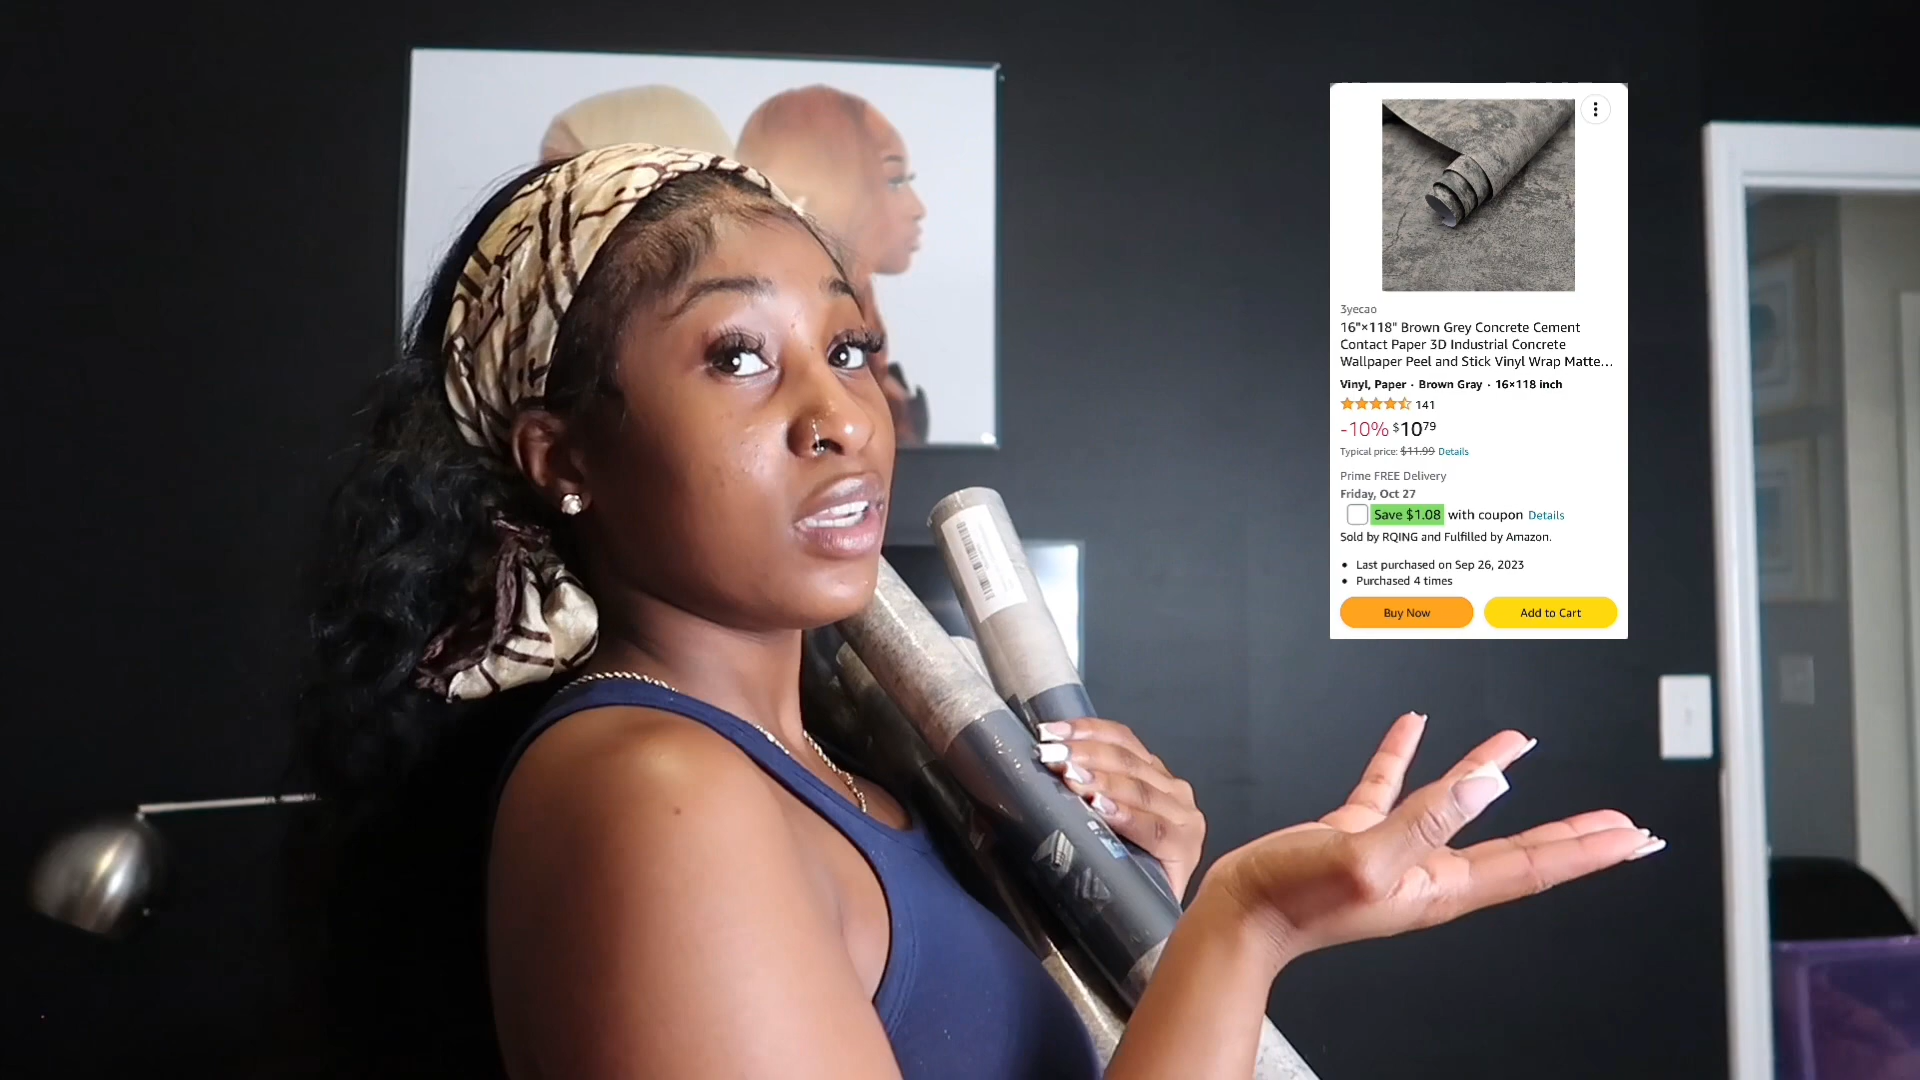 3yecao
16"×118" Brown Grey Concrete Cement
Contact Paper 3D Industrial Concrete
Wallpaper Peel and Stick Vinyl Wrap Matte...
Vinyl, Paper · Brown Gray · 16×118 inch
141
-10% $1079
Typical price: $11.99 Details
Prime FREE Delivery
Friday, Oct 27
Save $1.08 with coupon Details
Sold by RQING and Fulfilled by Amazon.
• Last purchased on Sep 26, 2023
• Purchased 4 times
Buy Now
Add to Cart